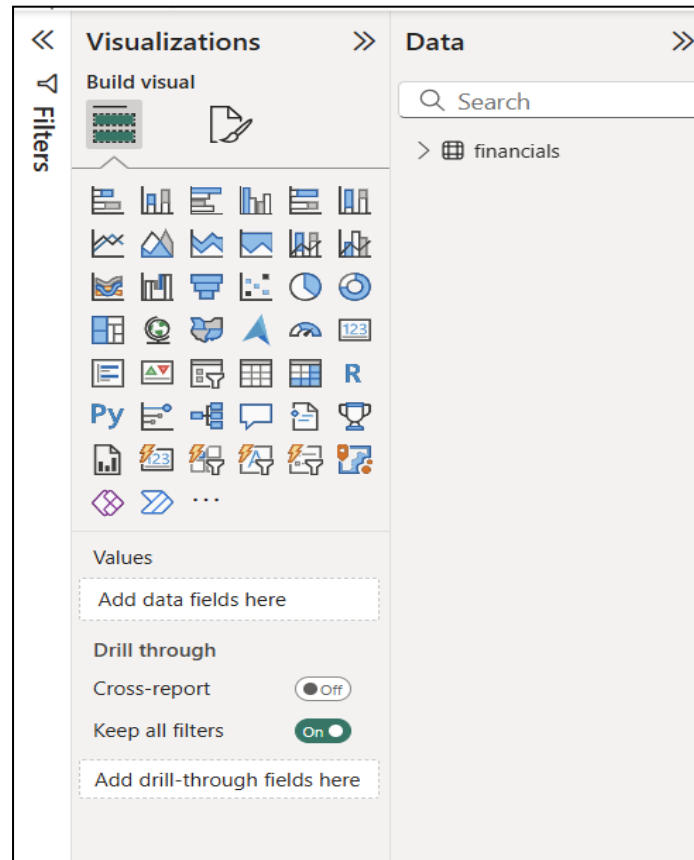 Filters
Visualizations
Build visual
123
R
Py
123
Values
Add data fields here
Drill through
Cross-report
Off
Keep all filters
On
Add drill-through fields here
Data
Search
financials